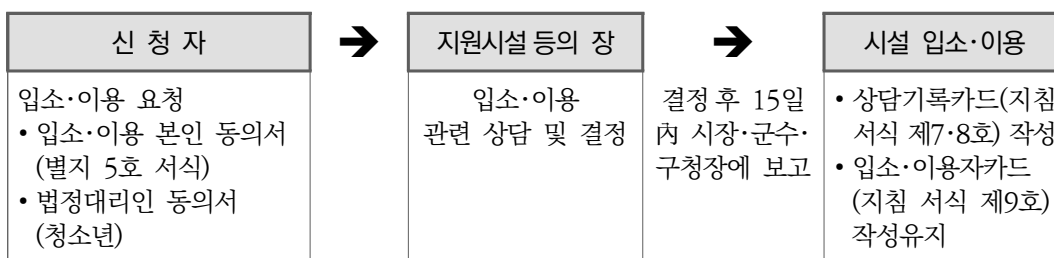 신 청 자
입소·이용 요청
• 입소·이용 본인 동의서
(별지 5호 서식)
• 법정대리인 동의서
(청소년)
➔
지원시설 등의 장
입소·이용
관련 상담 및 결정
➔
결정 후 15일
內 시장·군수·
구청장에 보고
시설 입소·이용
• 상담기록카드(지침
서식 제7·8호) 작성
• 입소·이용자카드
(지침 서식 제9호)
작성유지